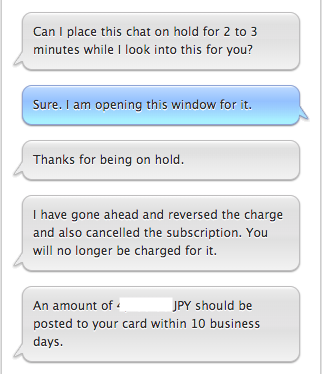 Can I place this chat on hold for 2 to 3
minutes while I look into this for you?
Sure. I am opening this window for it.
Thanks for being on hold.
I have gone ahead and reversed the charge
and also cancelled the subscription. You
will no longer be charged for it.
An amount of JPY should be
posted to your card within 10 business
days.